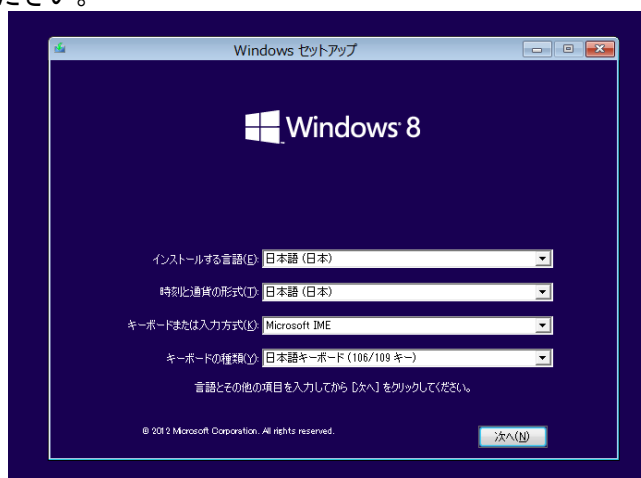 ださい。
Windows セットアップ
Windows 8
インストールする言語(E): 日本語 (日本)
時刻と通貨の形式(T): 日本語 (日本)
キーボードまたは入力方式(K): Microsoft IME
キーボードの種類(Y): 日本語キーボード (106/109 キー)
言語とその他の項目を入力してから [次へ] をクリックしてください。
© 2012 Microsoft Corporation. All rights reserved.
次へ(N)